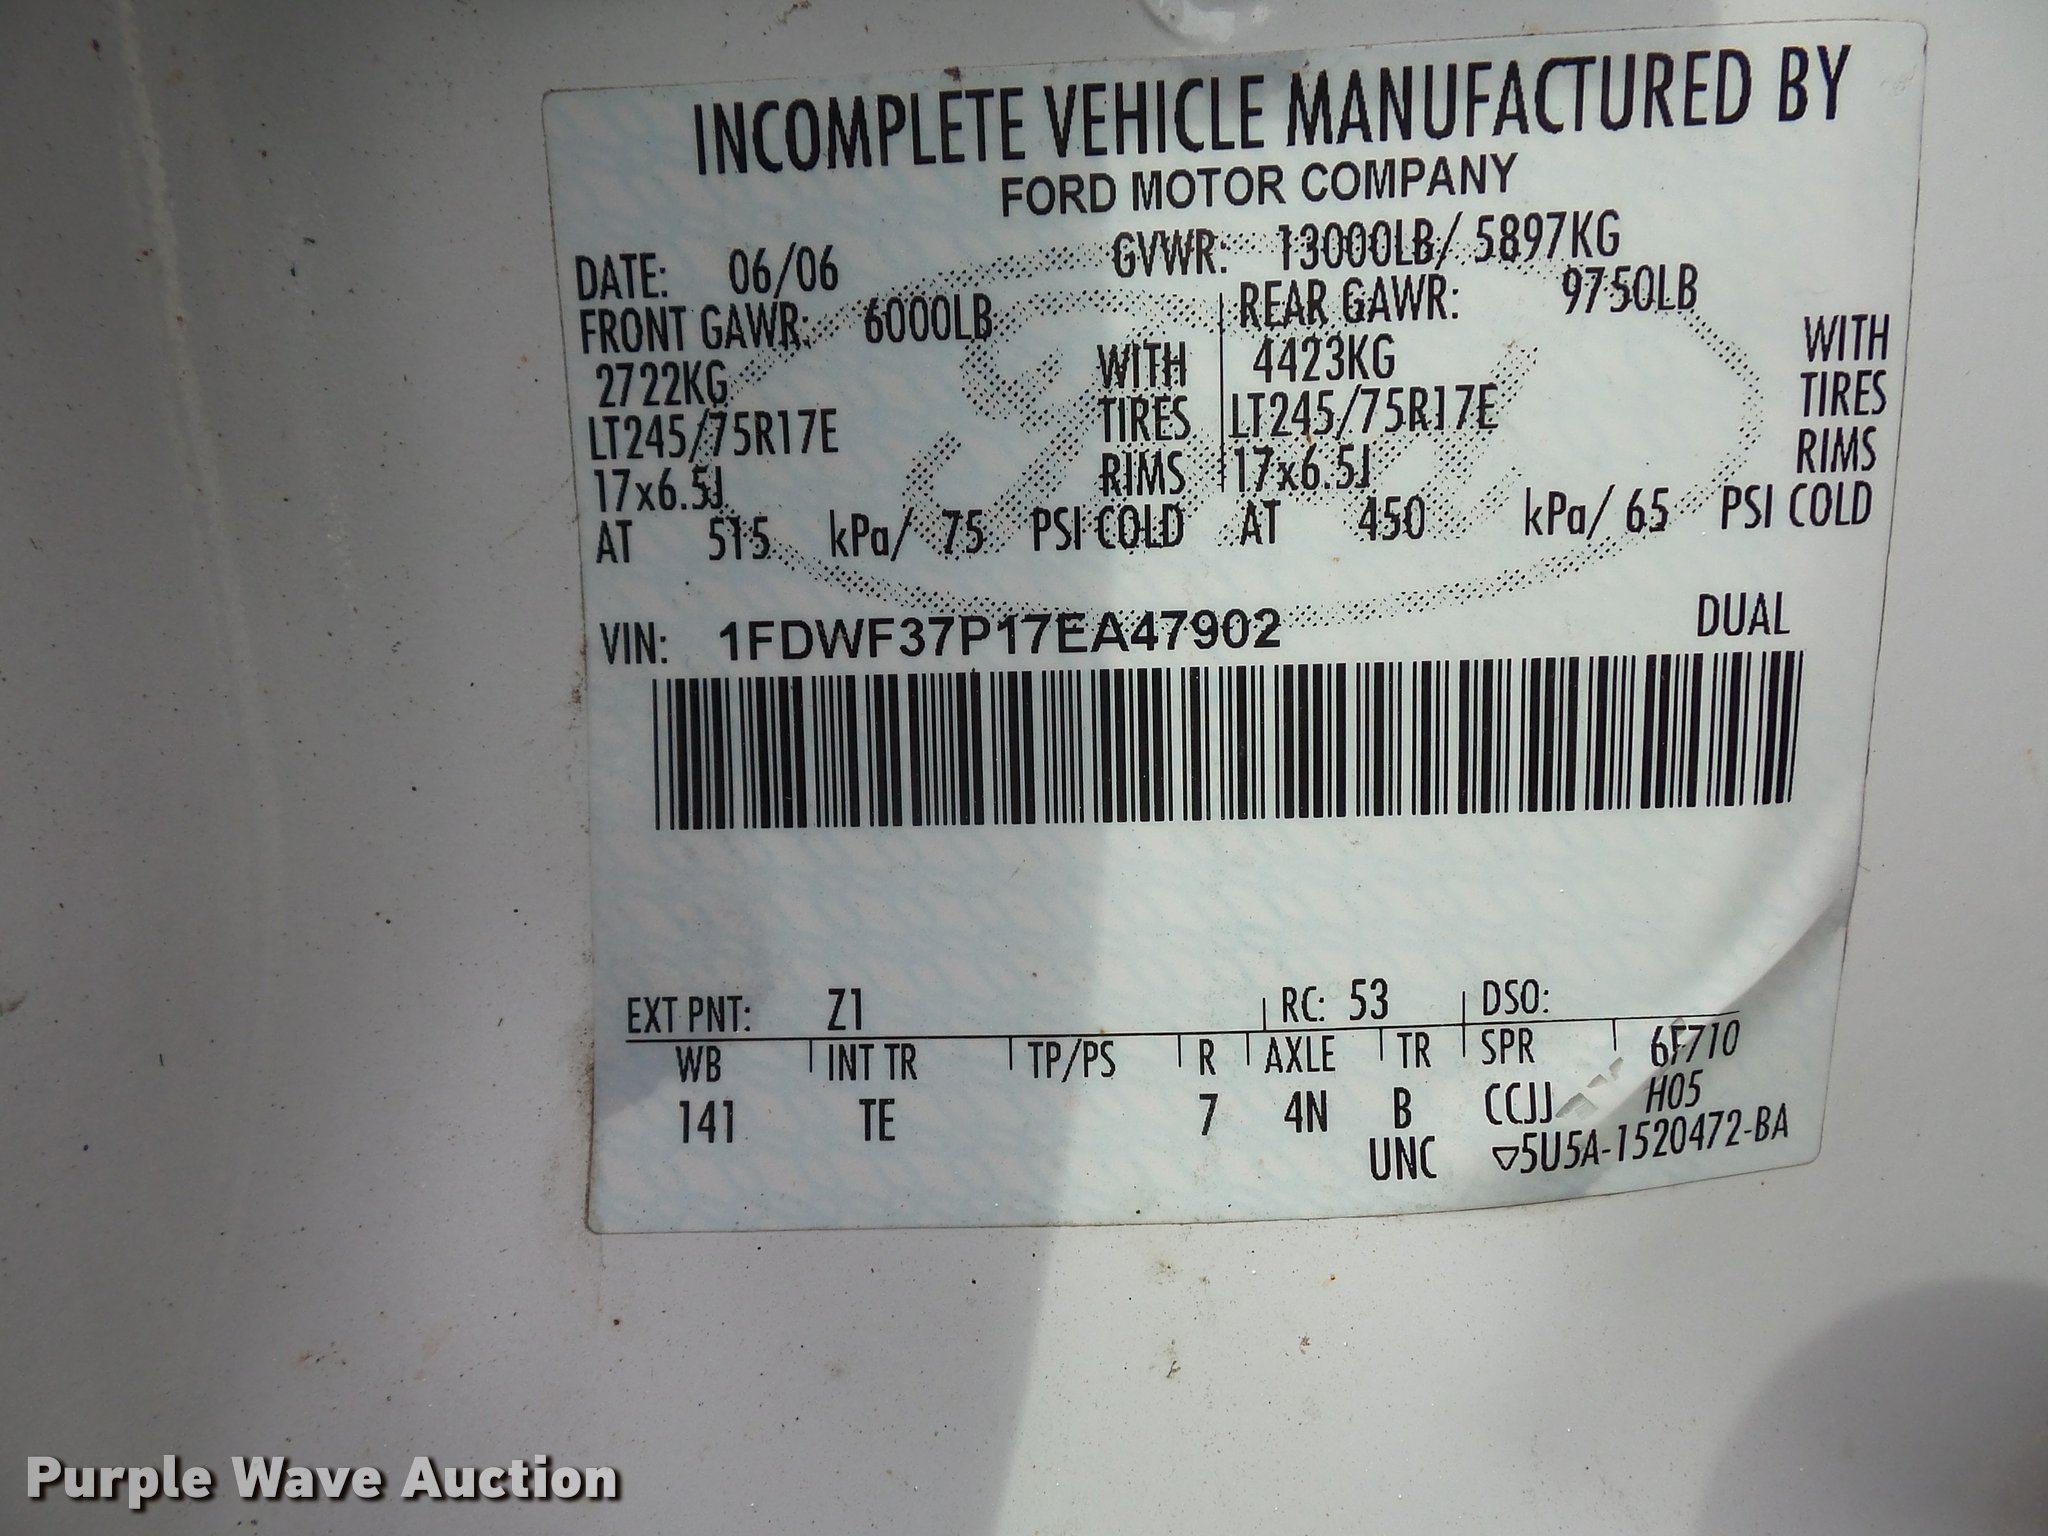 INCOMPLETE VEHICLE MANUFACTURED BY
FORD MOTOR COMPANY
DATE: 06/06 GVWR: 13000LB/ 5897KG
FRONT GAWR: 6000LB REAR GAWR: 9750LB
2722KG WITH 4423KG WITH
LT245/75R17E TIRES LT245/75R17E TIRES
17x6.5J RIMS 17x6.5J RIMS
AT 515 kPa/ 75 PSI COLD AT 450 kPa/ 65 PSI COLD
VIN: 1FDWF37P17EA47902 DUAL
EXT PNT: Z1 RC: 53 DSO:
WB INT TR TP/PS R AXLE TR SPR 6F710
141 TE 7 4N B CCJJ H05
UNC ▽5U5A-1520472-BA
Purple Wave Auction